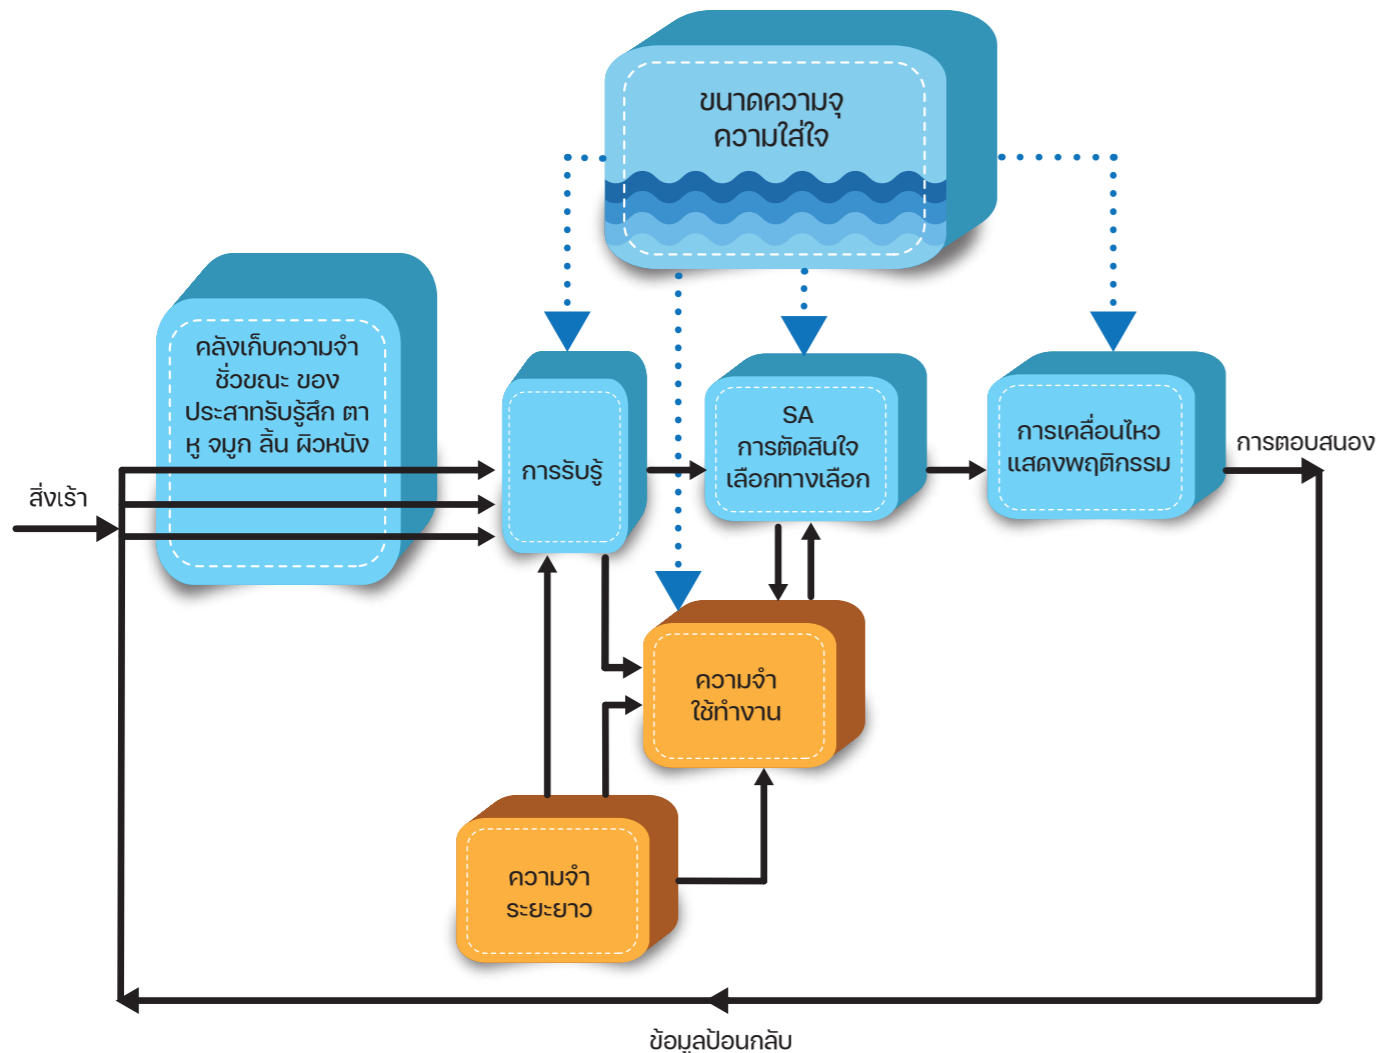 ขนาดความจุ
ความใส่ใจ
คลังเก็บความจำ
ชั่วขณะ ของ
ประสาทรับรู้สึก ตา
หู จมูก ลิ้น ผิวหนัง
สิ่งเร้า
การรับรู้
SA
การตัดสินใจ
เลือกทางเลือก
การเคลื่อนไหว
แสดงพฤติกรรม
การตอบสนอง
ความจำ
ใช้ทำงาน
ความจำ
ระยะยาว
ข้อมูลป้อนกลับ